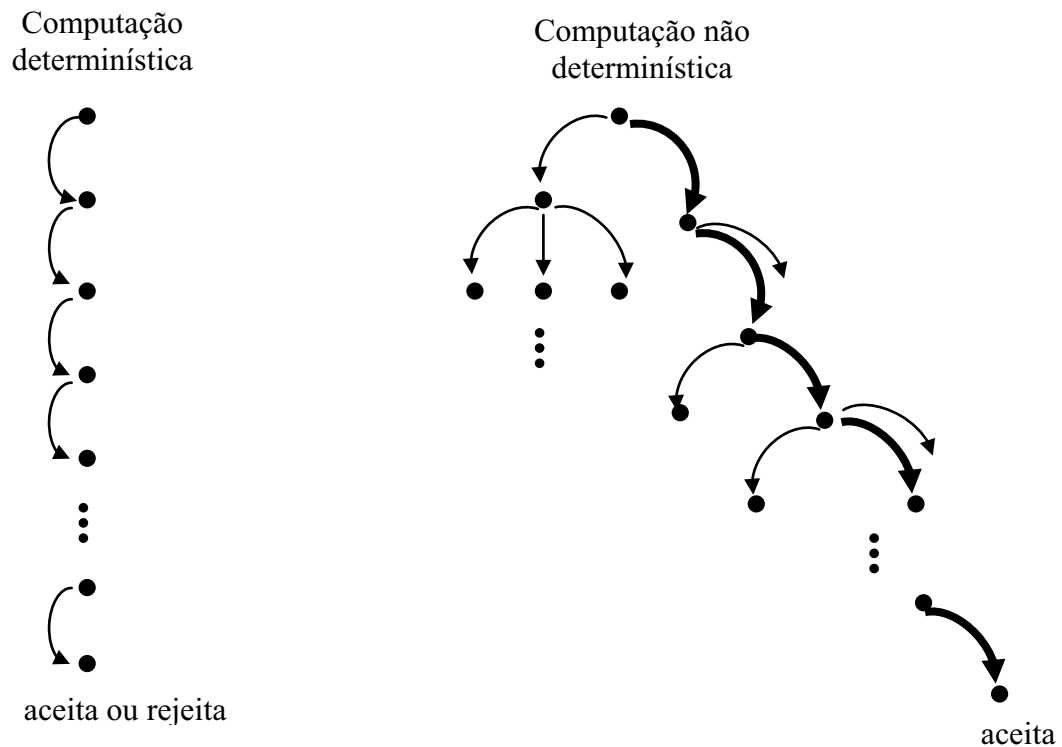 Computação
determinística
Computação não
determinística
aceita ou rejeita
aceita